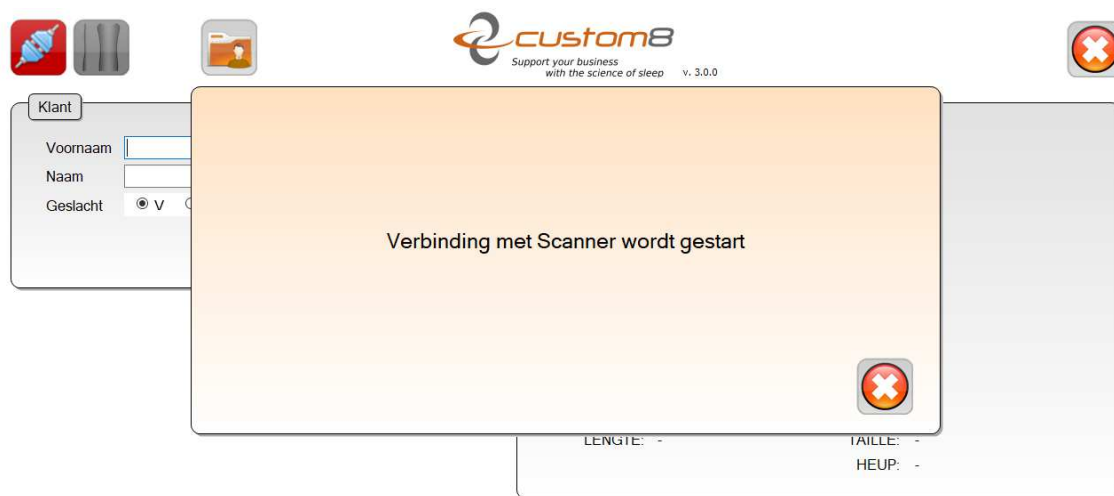 custom8
Support your business
with the science of sleep
v. 3.0.0
Klant
Voornaam
Naam
Geslacht
V
Verbinding met Scanner wordt gestart
LENGTE: -
TAILLE: -
HEUP: -